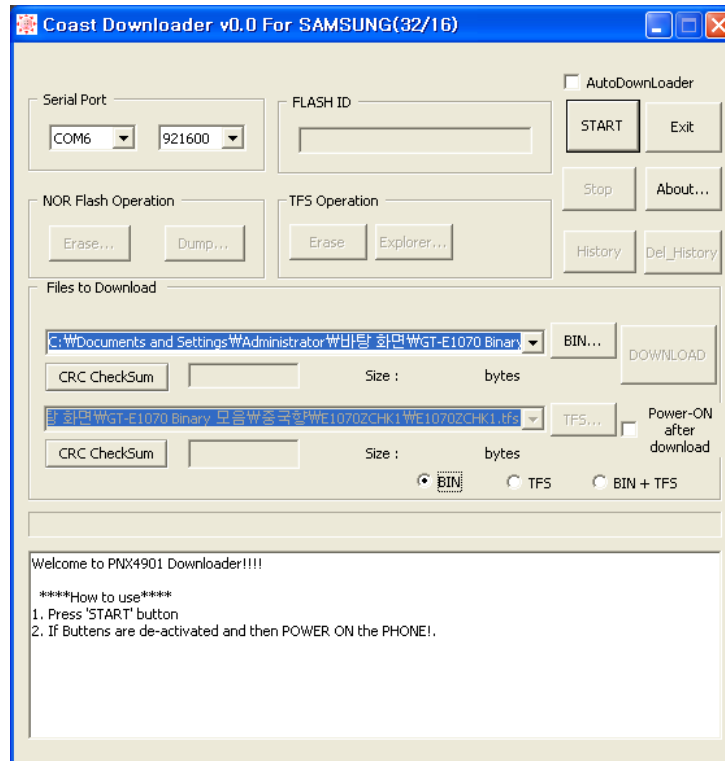 Coast Downloader v0.0 For SAMSUNG(32/16)
AutoDownLoader
Serial Port
FLASH ID
COM6
921600
START
Exit
NOR Flash Operation
TFS Operation
Stop
About...
Erase...
Dump...
Erase
Explorer...
History
Del_History
Files to Download
C:₩Documents and Settings₩Administrator₩바탕 화면₩GT-E1070 Binary
BIN...
DOWNLOAD
CRC CheckSum
Size :
bytes
탕 화면₩GT-E1070 Binary 모음₩중국향₩E1070ZCHK1₩E1070ZCHK1.tfs
TFS...
Power-ON
after
download
CRC CheckSum
Size :
bytes
BIN
TFS
BIN + TFS
Welcome to PNX4901 Downloader!!!!
****How to use****
1. Press 'START' button
2. If Buttens are de-activated and then POWER ON the PHONE!.